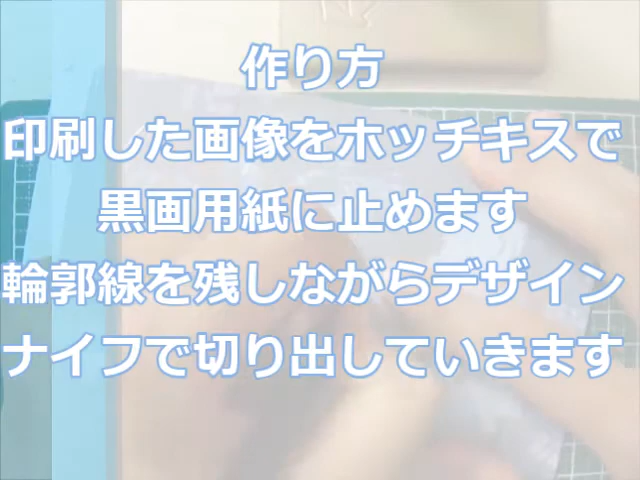 作り方
印刷した画像をホッチキスで
黒画用紙に止めます
輪郭線を残しながらデザイン
ナイフで切り出していきます